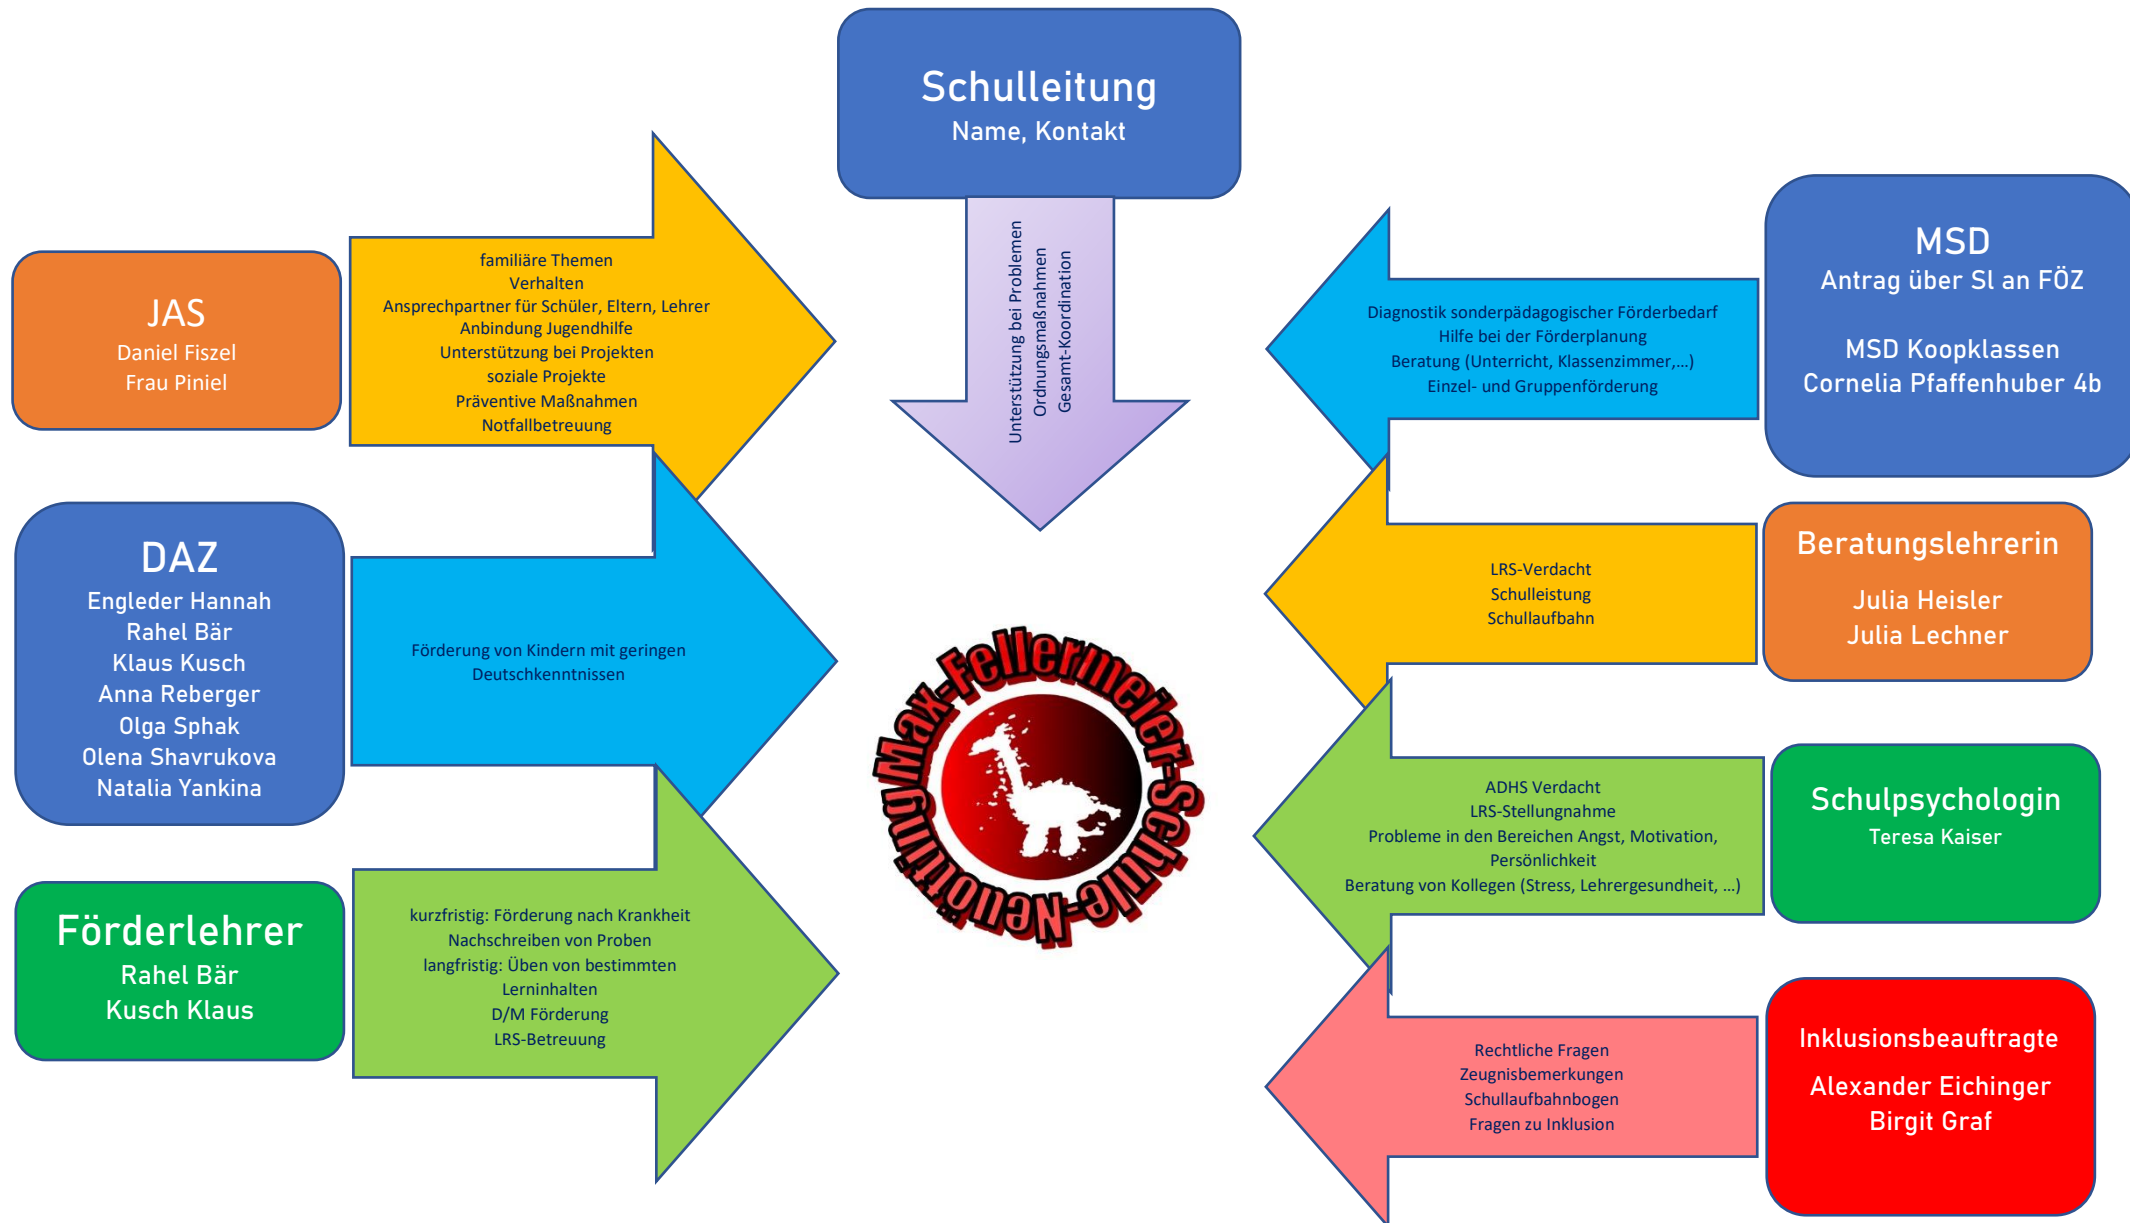 Schulleitung
Name, Kontakt
Unterstützung bei Problemen
Ordnungsmaßnahmen
Gesamt-Koordination
JAS
Daniel Fiszel
Frau Piniel
familiäre Themen
Verhalten
Ansprechpartner für Schüler, Eltern, Lehrer
Anbindung Jugendhilfe
Unterstützung bei Projekten
soziale Projekte
Präventive Maßnahmen
Notfallbetreuung
DAZ
Engleder Hannah
Rahel Bär
Klaus Kusch
Anna Reberger
Olga Sphak
Olena Shavrukova
Natalia Yankina
Förderung von Kindern mit geringen
Deutschkenntnissen
Förderlehrer
Rahel Bär
Kusch Klaus
kurzfristig: Förderung nach Krankheit
Nachschreiben von Proben
langfristig: Üben von bestimmten
Lerninhalten
D/M Förderung
LRS-Betreuung
Max-Fellermeier-Schule-Neuötting
MSD
Antrag über Sl an FÖZ
MSD Koopklassen
Cornelia Pfaffenhuber 4b
Diagnostik sonderpädagogischer Förderbedarf
Hilfe bei der Förderplanung
Beratung (Unterricht, Klassenzimmer,…)
Einzel- und Gruppenförderung
Beratungslehrerin
Julia Heisler
Julia Lechner
LRS-Verdacht
Schulleistung
Schullaufbahn
Schulpsychologin
Teresa Kaiser
ADHS Verdacht
LRS-Stellungnahme
Probleme in den Bereichen Angst, Motivation,
Persönlichkeit
Beratung von Kollegen (Stress, Lehrergesundheit, …)
Inklusionsbeauftragte
Alexander Eichinger
Birgit Graf
Rechtliche Fragen
Zeugnisbemerkungen
Schullaufbahnbogen
Fragen zu Inklusion